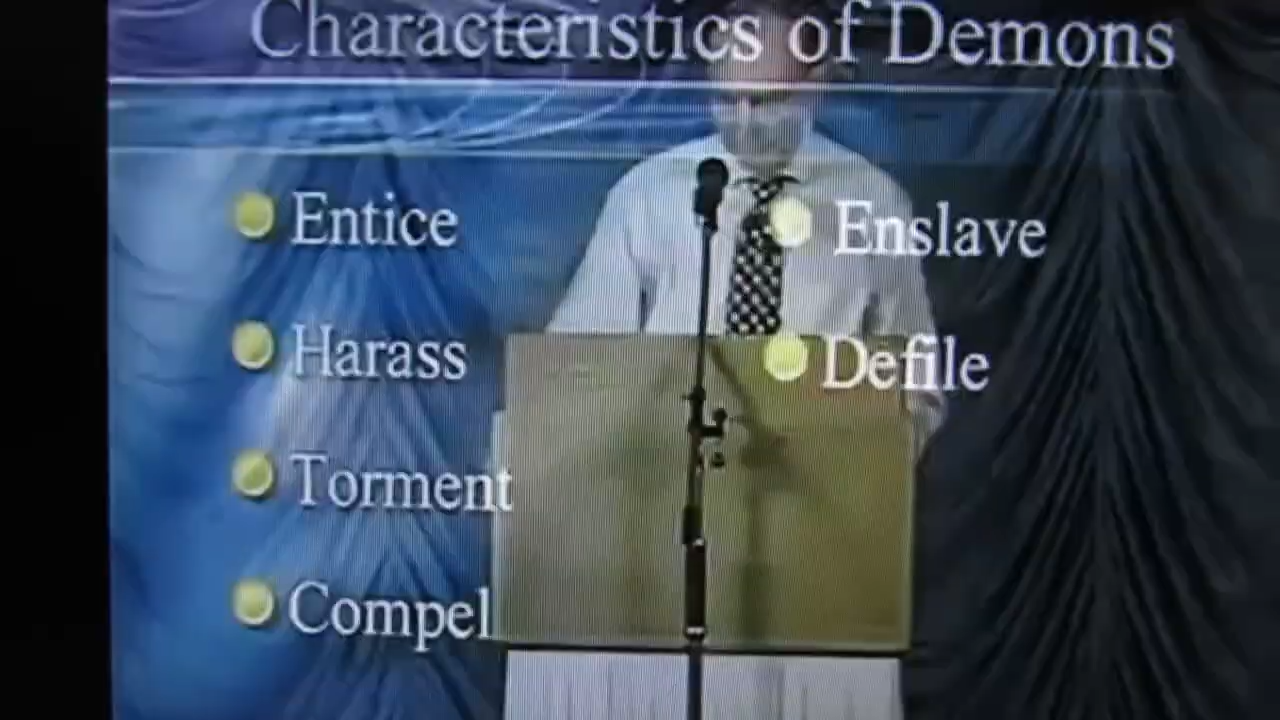 Characteristics of Demons
Entice
Harass
Torment
Compel
Enslave
Defile